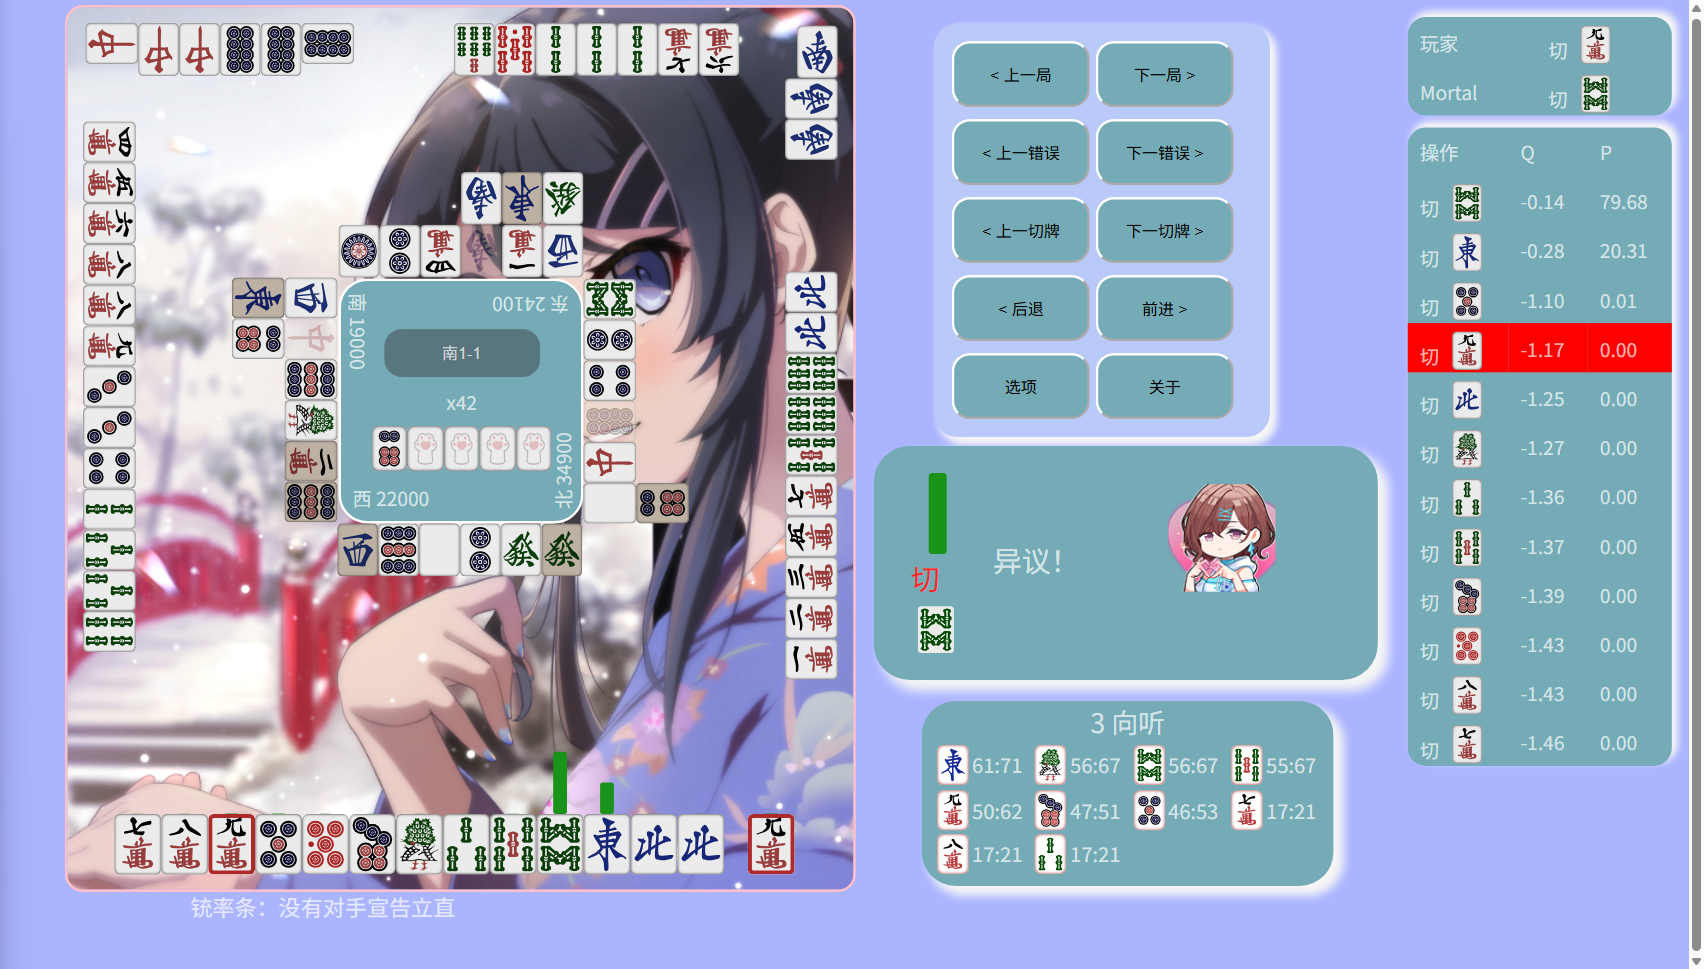 < 上一局
下一局 >
< 上一错误
下一错误 >
< 上一切牌
下一切牌 >
< 后退
前进 >
选项
关于
东 24100
南 19000
南1-1
x42
北 34900
西 22000
铳率条：没有对手宣告立直
切
异议！
3 向听
61:71
56:67
56:67
55:67
50:62
47:51
46:53
17:21
17:21
17:21
玩家 切
Mortal 切
操作 Q P
切 -0.14 79.68
切 -0.28 20.31
切 -1.10 0.01
切 -1.17 0.00
切 -1.25 0.00
切 -1.27 0.00
切 -1.36 0.00
切 -1.37 0.00
切 -1.39 0.00
切 -1.43 0.00
切 -1.43 0.00
切 -1.46 0.00